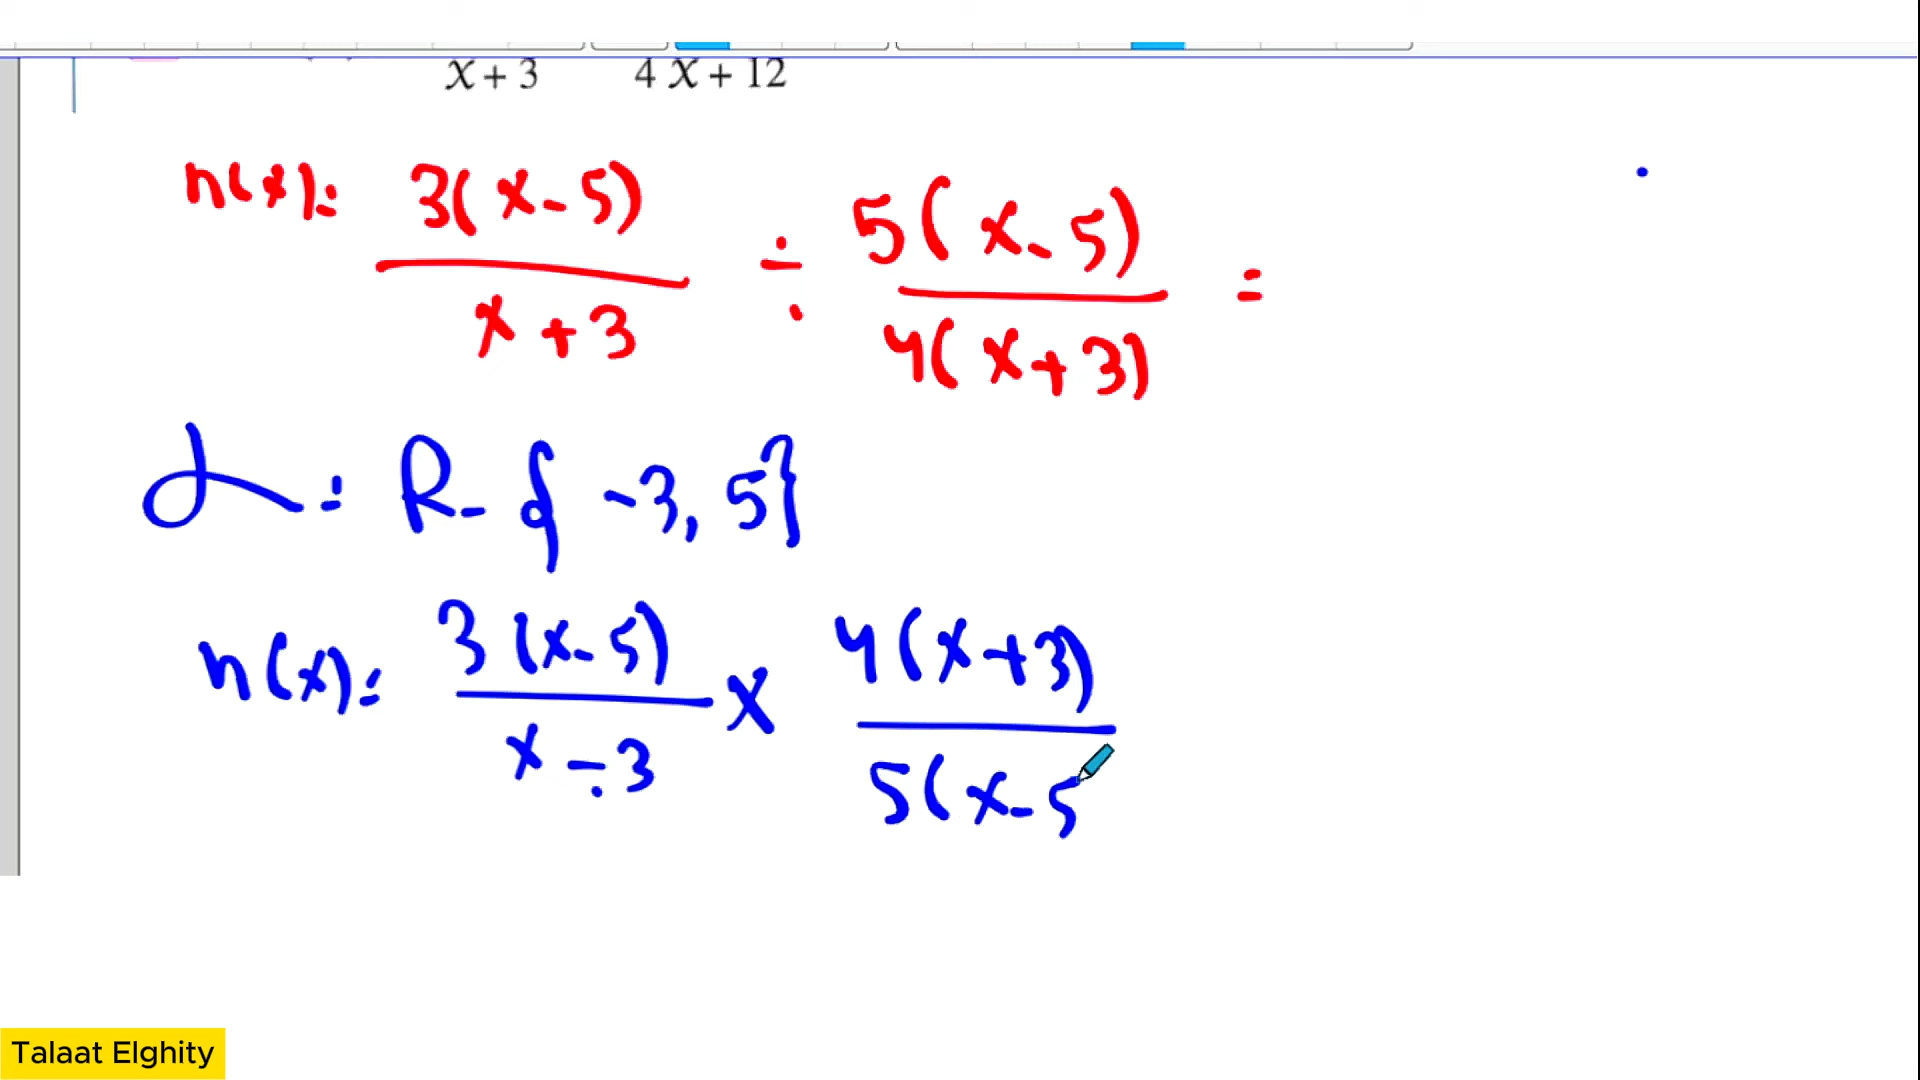 x + 3    4 x + 12
n(x) = 3(x-5) / x+3 ÷ 5(x-5) / 4(x+3) =
d = R - { -3, 5}
n(x) = 3(x-5) / x÷3 × 4(x+3) / 5(x-5
Talaat Elghity